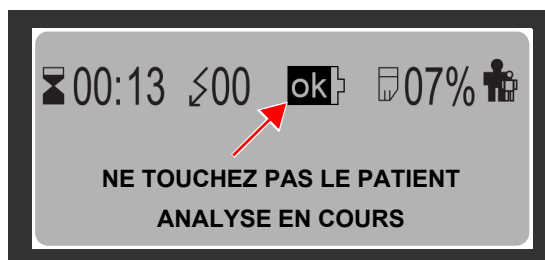 00:13 00 ok 07%
NE TOUCHEZ PAS LE PATIENT
ANALYSE EN COURS